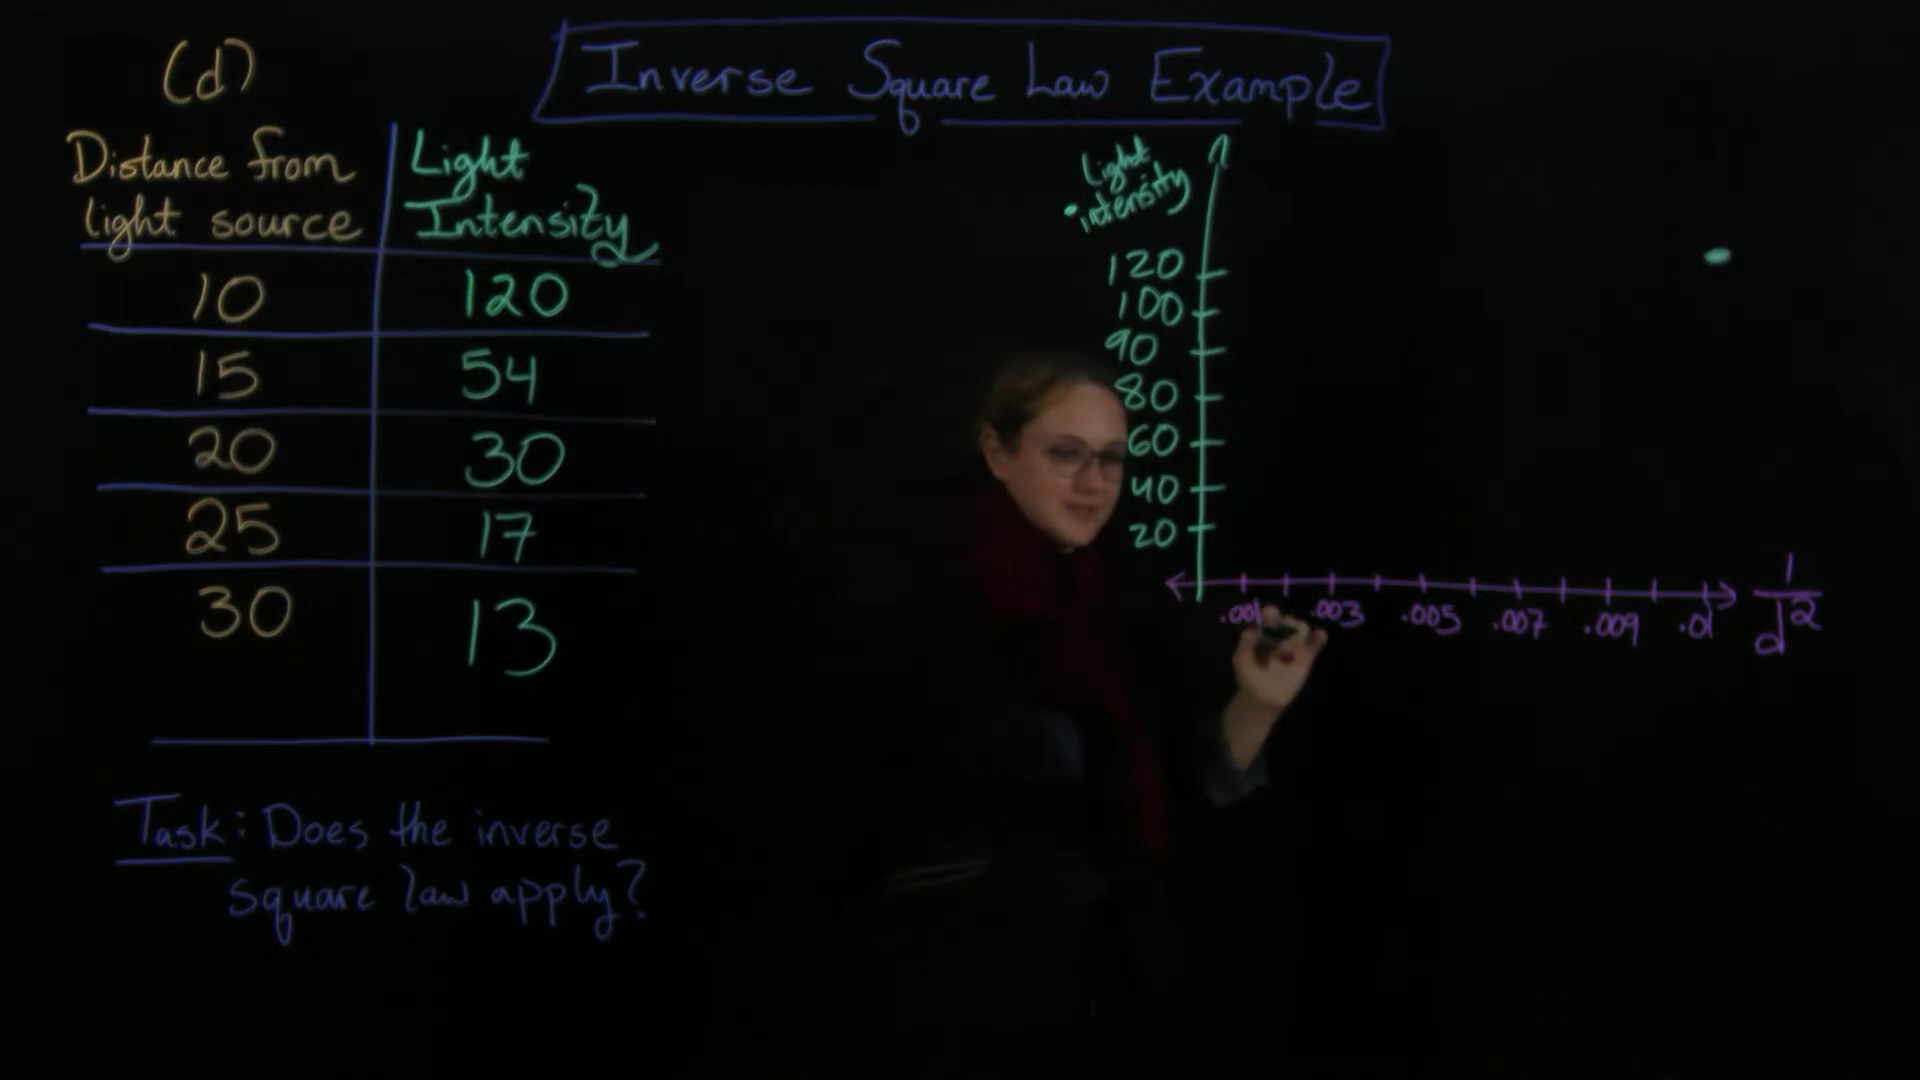 Inverse Square Law Example
(d)
Distance from
light source
Light
Intensity
10 120
15 54
20 30
25 17
30 13
Task: Does the inverse
square law apply?
Light
intensity
120
100
90
80
60
40
20
.001 .003 .005 .007 .009 .01
1
d2